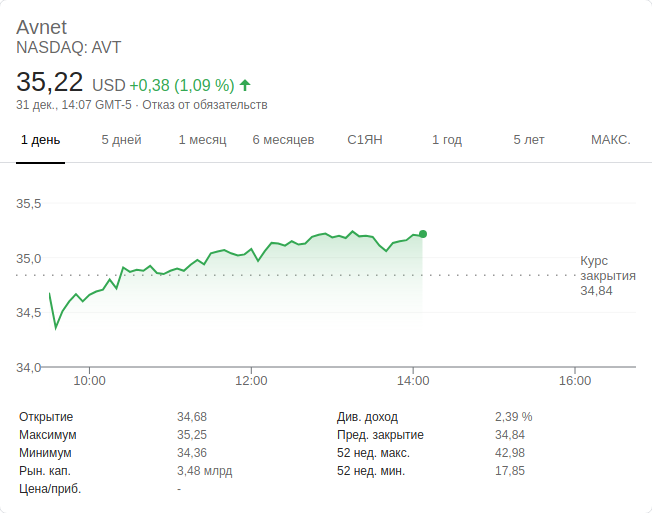 Avnet
NASDAQ: AVT
35,22 USD +0,38 (1,09 %)
31 дек., 14:07 GMT-5 · Отказ от обязательств
1 день 5 дней 1 месяц 6 месяцев С1ЯН 1 год 5 лет МАКС.
35,5
35,0
Курс
закрытия
34,84
34,5
34,0
10:00 12:00 14:00 16:00
Открытие 34,68 Див. доход 2,39 %
Максимум 35,25 Пред. закрытие 34,84
Минимум 34,36 52 нед. макс. 42,98
Рын. кап. 3,48 млрд 52 нед. мин. 17,85
Цена/приб. -